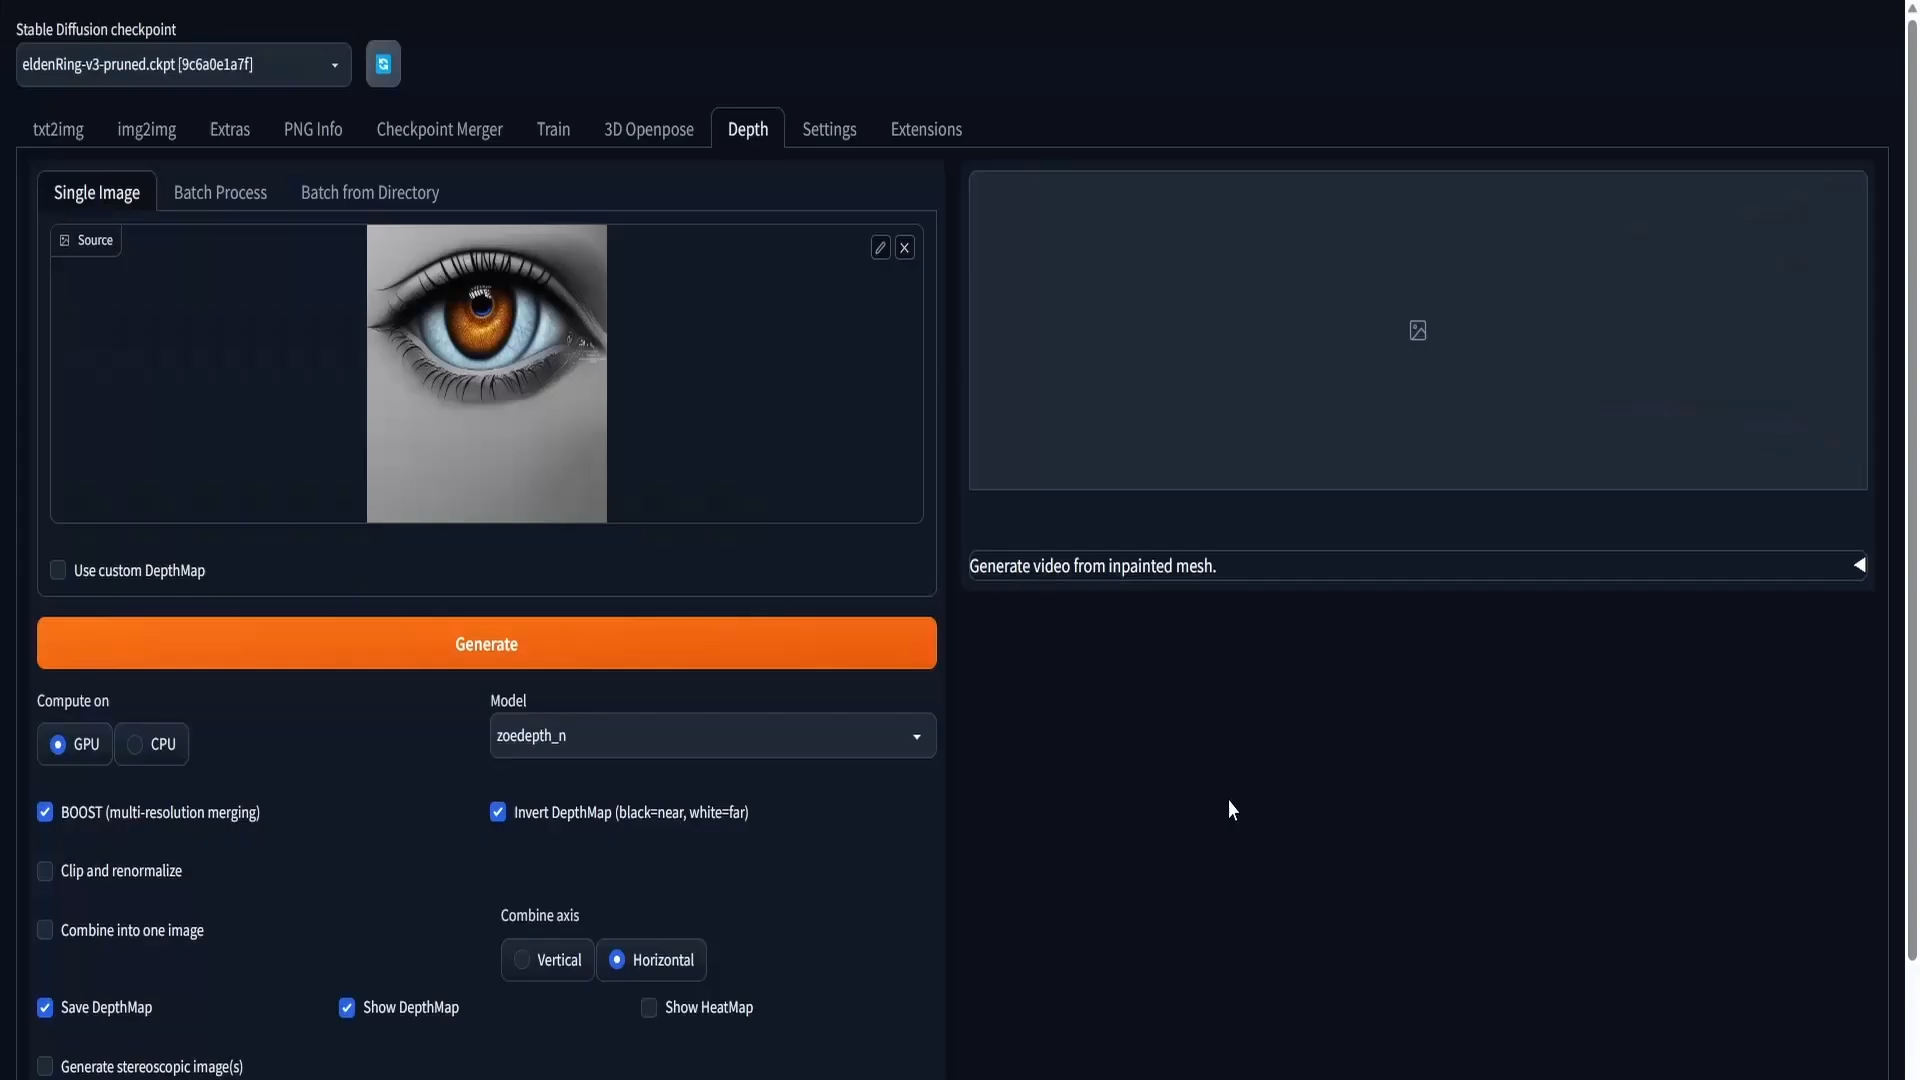 Stable Diffusion checkpoint
eldenRing-v3-pruned.ckpt [9c6a0e1a7f]
txt2img img2img Extras PNG Info Checkpoint Merger Train 3D Openpose Depth Settings Extensions
Single Image Batch Process Batch from Directory
Source
Use custom DepthMap
Generate video from inpainted mesh.
Generate
Compute on Model
GPU CPU zoedepth_n
BOOST (multi-resolution merging) Invert DepthMap (black=near, white=far)
Clip and renormalize
Combine axis
Combine into one image
Vertical Horizontal
Save DepthMap Show DepthMap Show HeatMap
Generate stereoscopic image(s)